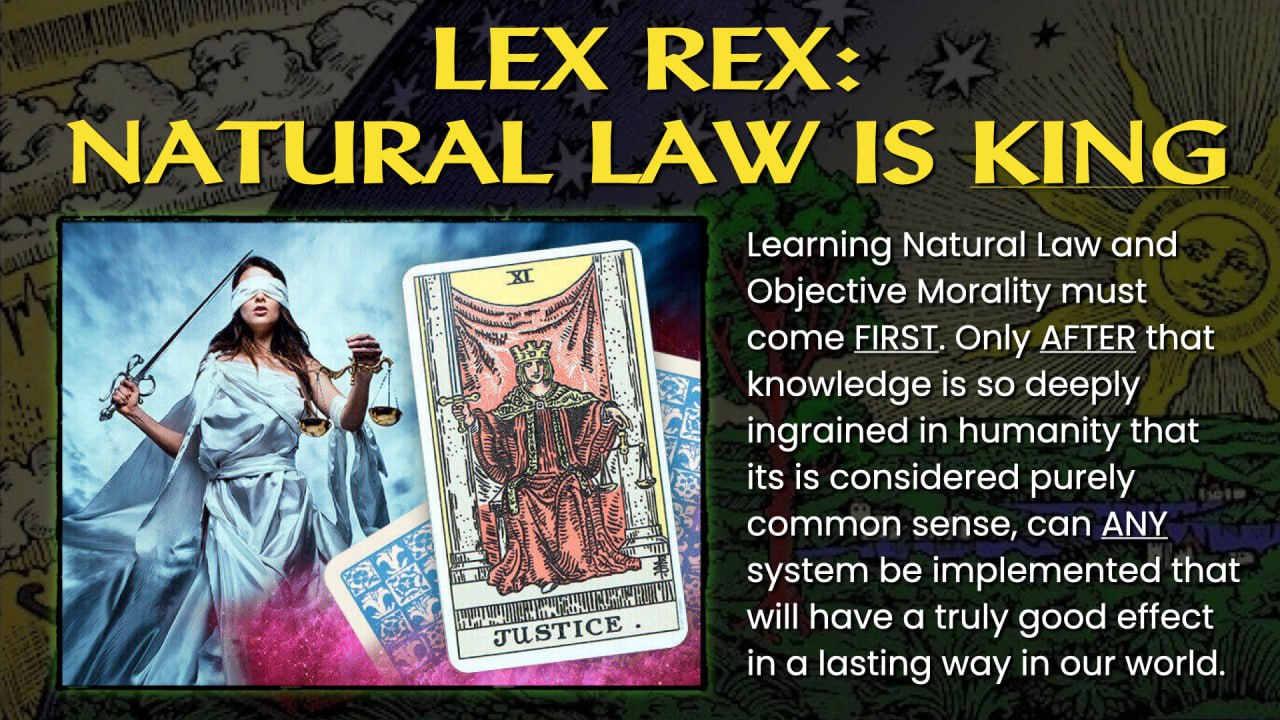 LEX REX:
NATURAL LAW IS KING
XI
JUSTICE .
Learning Natural Law and
Objective Morality must
come FIRST. Only AFTER that
knowledge is so deeply
ingrained in humanity that
its is considered purely
common sense, can ANY
system be implemented that
will have a truly good effect
in a lasting way in our world.